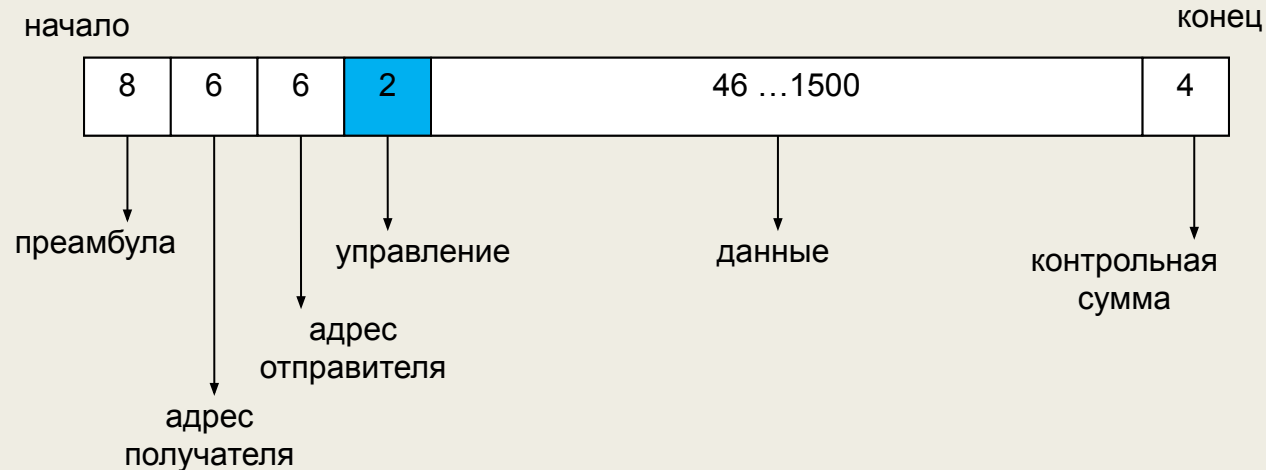 начало
конец
8 6 6 2 46 ...1500 4
преамбула
управление
данные
контрольная
сумма
адрес
отправителя
адрес
получателя